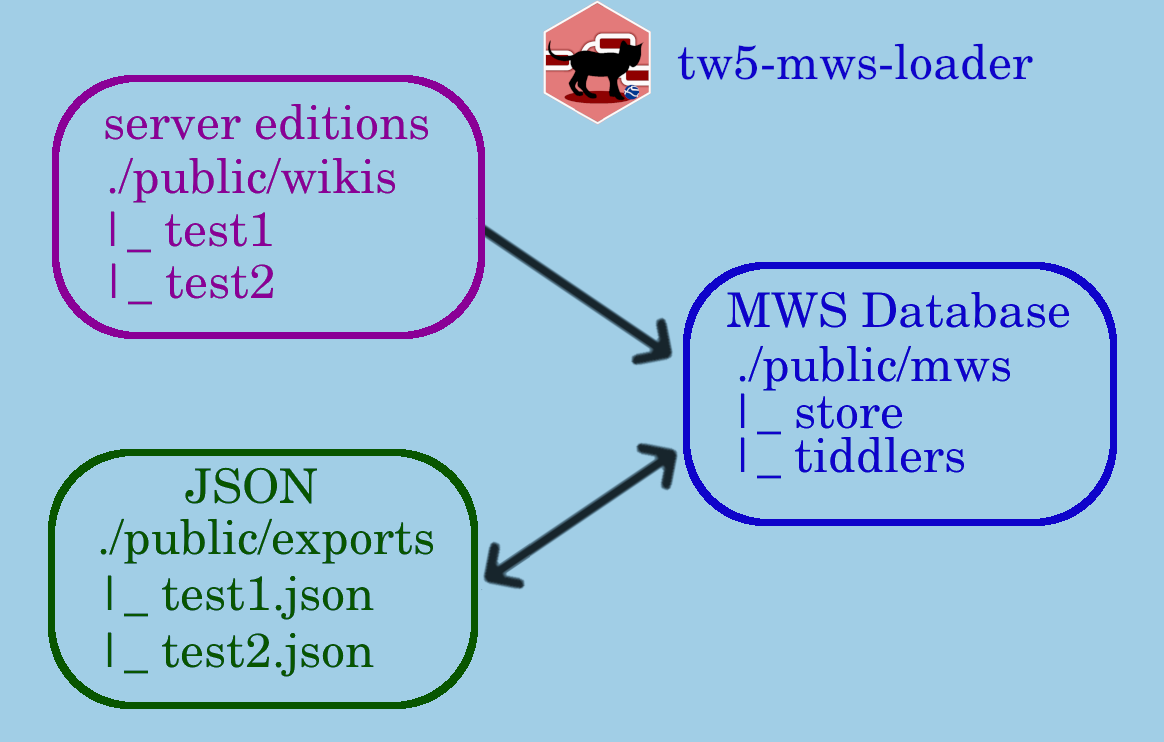 tw5-mws-loader
server editions
./public/wikis
|_ test1
|_ test2
MWS Database
./public/mws
|_ store
|_ tiddlers
JSON
./public/exports
|_ test1.json
|_ test2.json